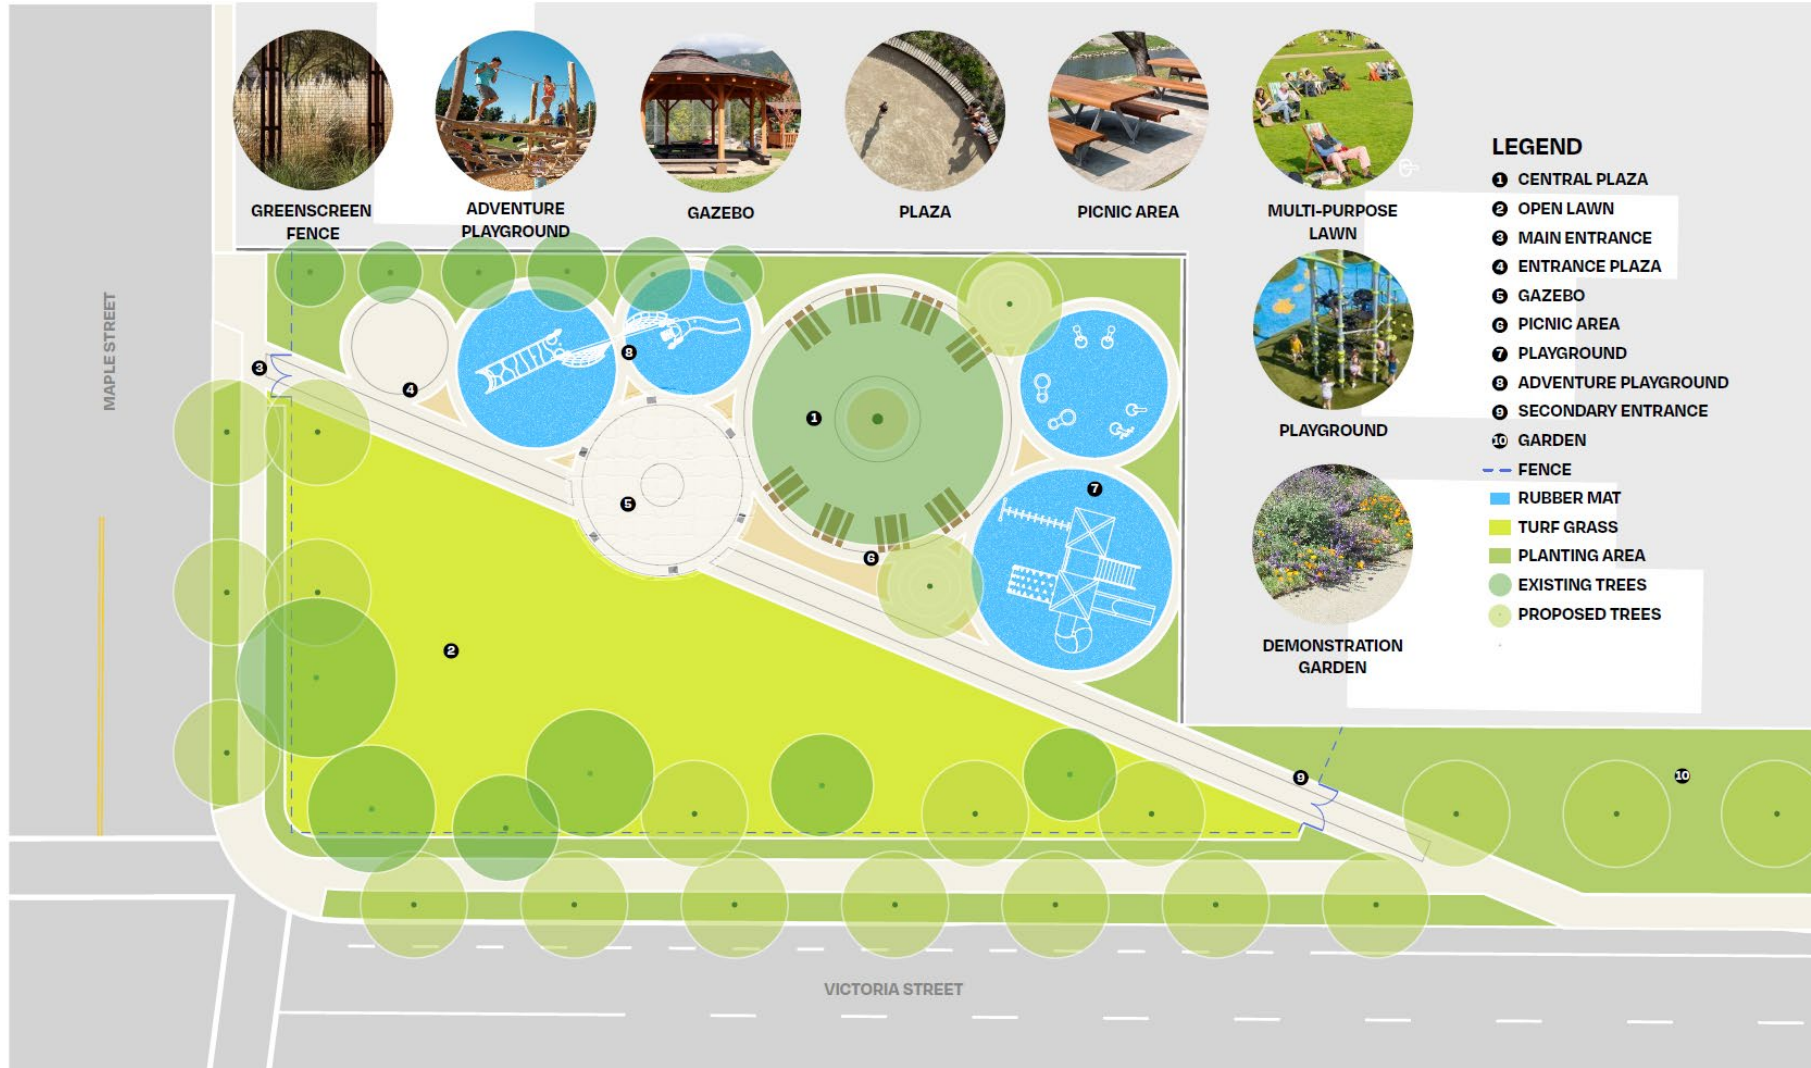 GREENSCREEN
FENCE
ADVENTURE
PLAYGROUND
GAZEBO
PLAZA
PICNIC AREA
MULTI-PURPOSE
LAWN
PLAYGROUND
DEMONSTRATION
GARDEN
LEGEND
1 CENTRAL PLAZA
2 OPEN LAWN
3 MAIN ENTRANCE
4 ENTRANCE PLAZA
5 GAZEBO
6 PICNIC AREA
7 PLAYGROUND
8 ADVENTURE PLAYGROUND
9 SECONDARY ENTRANCE
10 GARDEN
FENCE
RUBBER MAT
TURF GRASS
PLANTING AREA
EXISTING TREES
PROPOSED TREES
MAPLE STREET
3
4
8
1
5
7
6
2
9
10
VICTORIA STREET